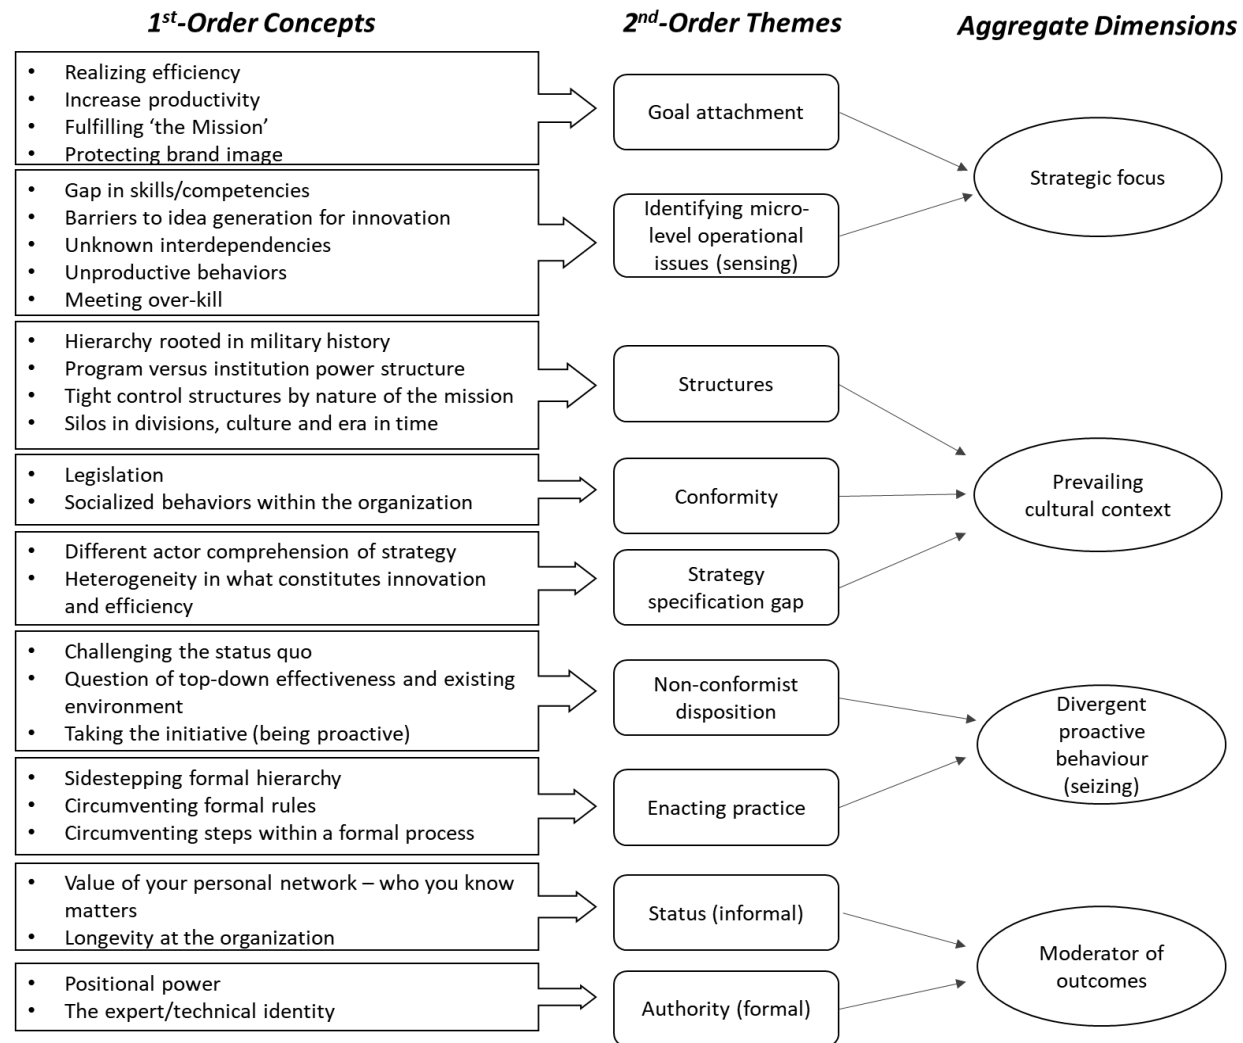 1st-Order Concepts
2nd-Order Themes
Aggregate Dimensions
• Realizing efficiency
• Increase productivity
• Fulfilling ‘the Mission’
• Protecting brand image
Goal attachment
Strategic focus
• Gap in skills/competencies
• Barriers to idea generation for innovation
• Unknown interdependencies
• Unproductive behaviors
• Meeting over-kill
Identifying micro-
level operational
issues (sensing)
• Hierarchy rooted in military history
• Program versus institution power structure
• Tight control structures by nature of the mission
• Silos in divisions, culture and era in time
Structures
• Legislation
• Socialized behaviors within the organization
Conformity
Prevailing
cultural context
• Different actor comprehension of strategy
• Heterogeneity in what constitutes innovation
and efficiency
Strategy
specification gap
• Challenging the status quo
• Question of top-down effectiveness and existing
environment
• Taking the initiative (being proactive)
Non-conformist
disposition
Divergent
proactive
behaviour
(seizing)
• Sidestepping formal hierarchy
• Circumventing formal rules
• Circumventing steps within a formal process
Enacting practice
• Value of your personal network – who you know
matters
• Longevity at the organization
Status (informal)
Moderator of
outcomes
• Positional power
• The expert/technical identity
Authority (formal)